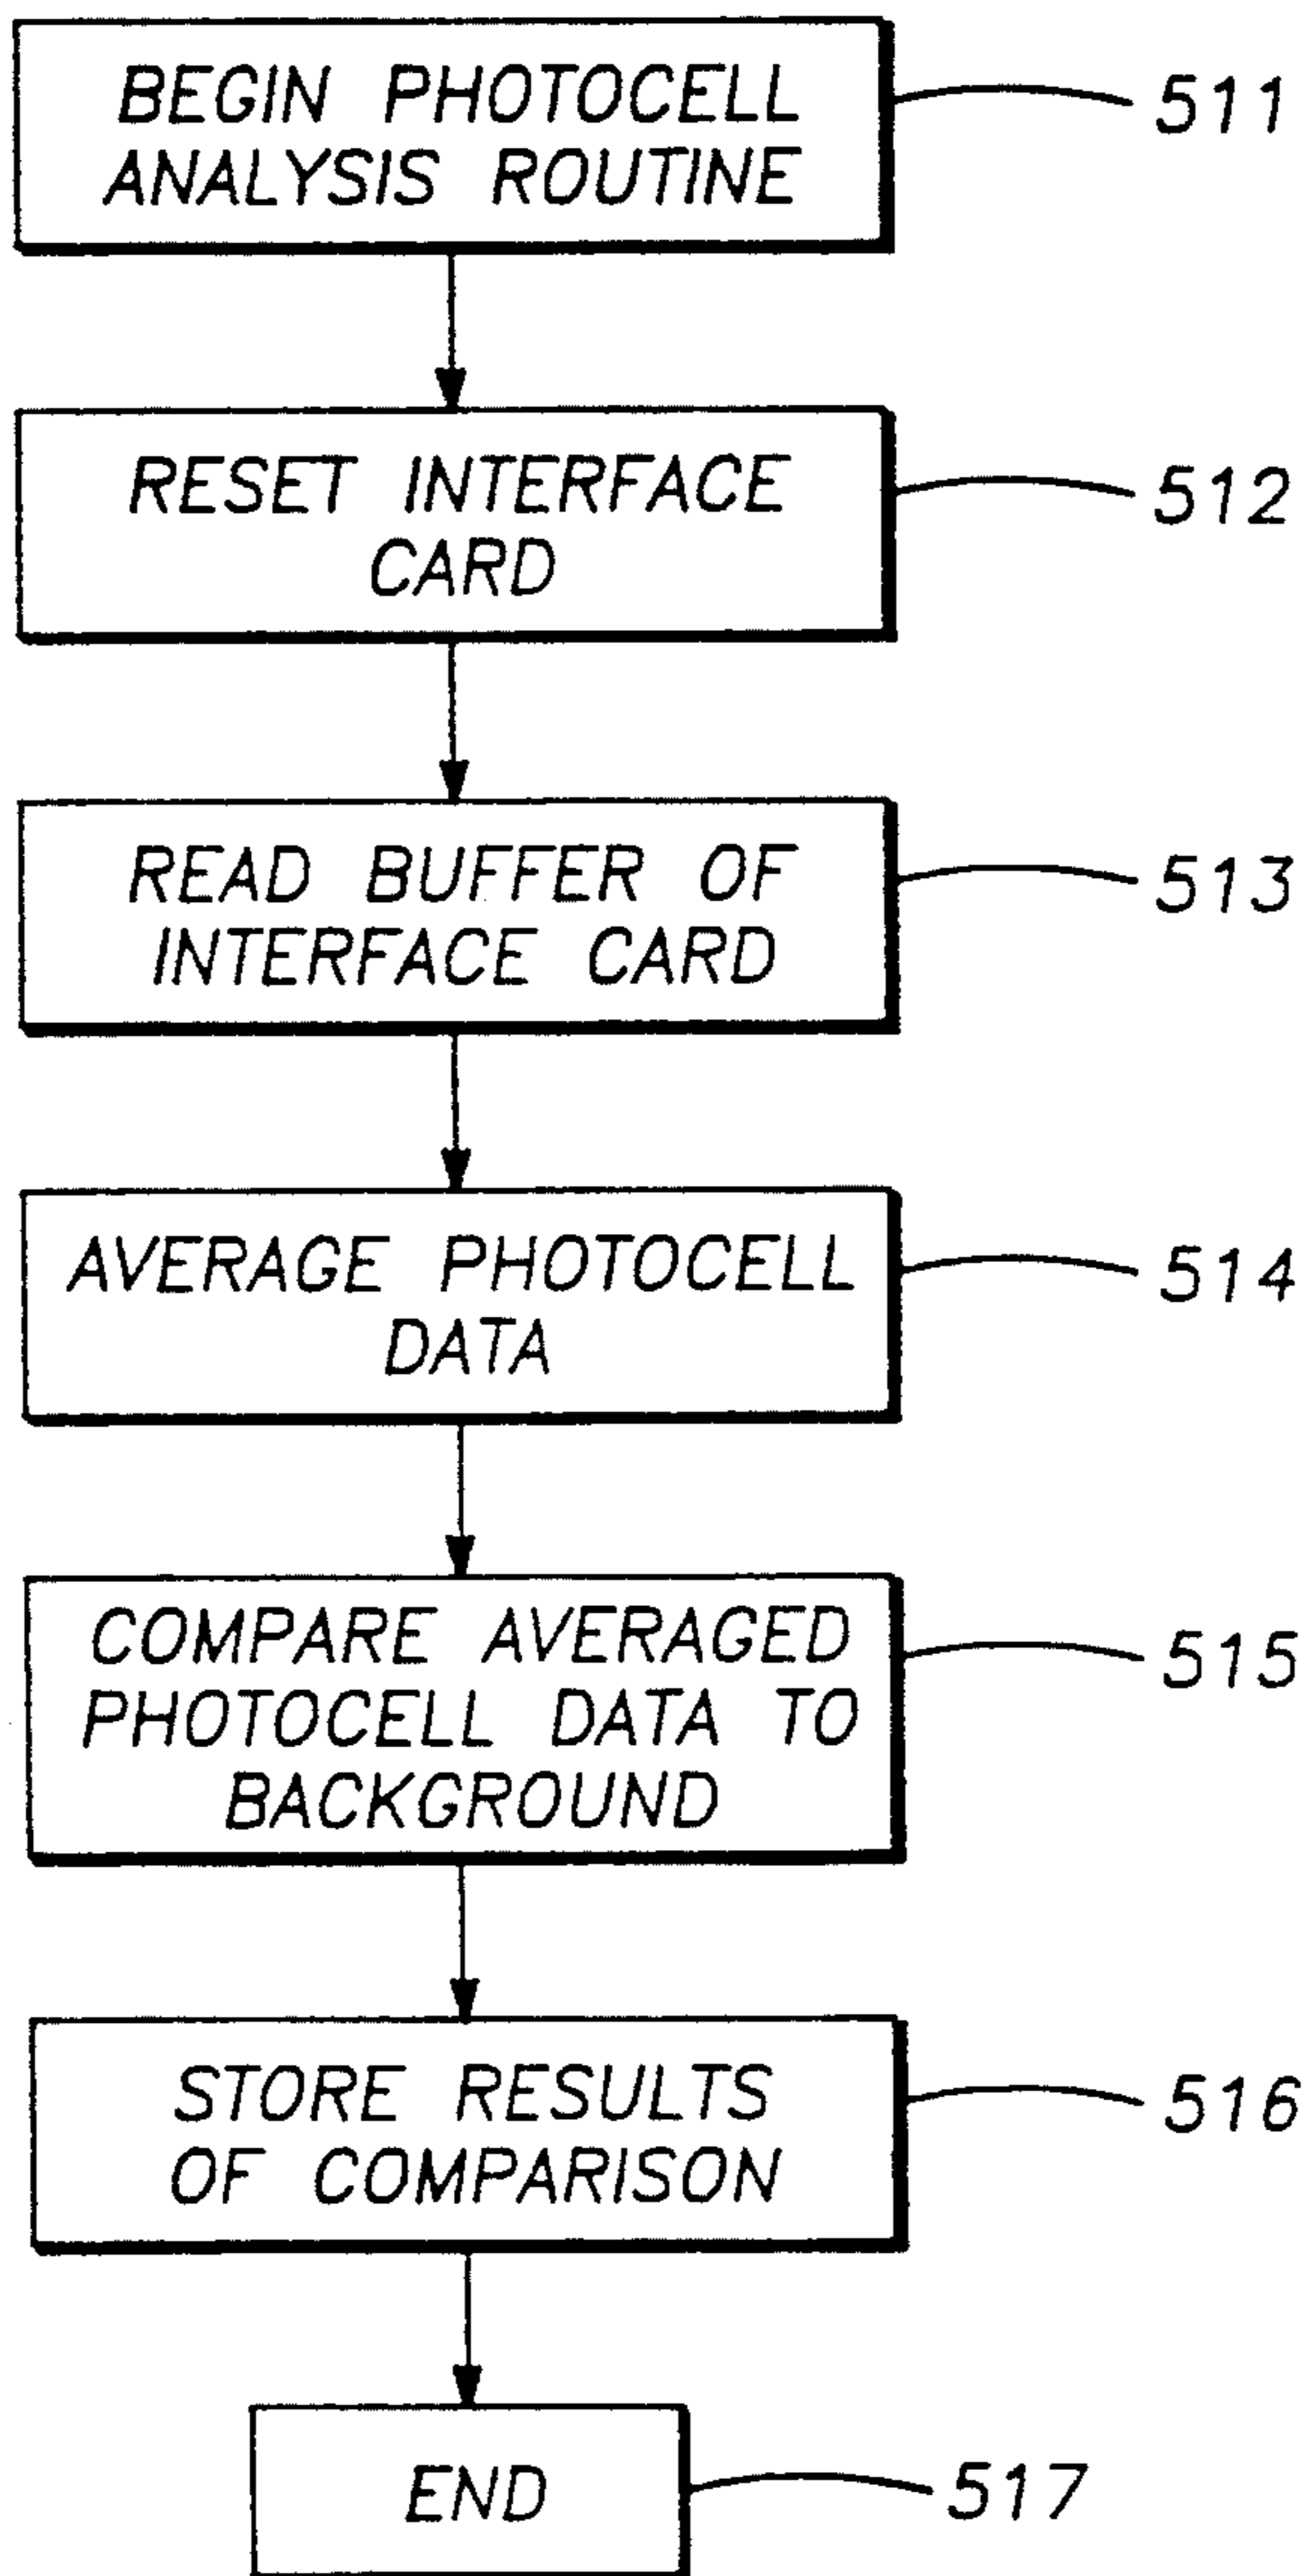 BEGIN PHOTOCELL
ANALYSIS ROUTINE
511
RESET INTERFACE
CARD
512
READ BUFFER OF
INTERFACE CARD
513
AVERAGE PHOTOCELL
DATA
514
COMPARE AVERAGED
PHOTOCELL DATA TO
BACKGROUND
515
STORE RESULTS
OF COMPARISON
516
END
517